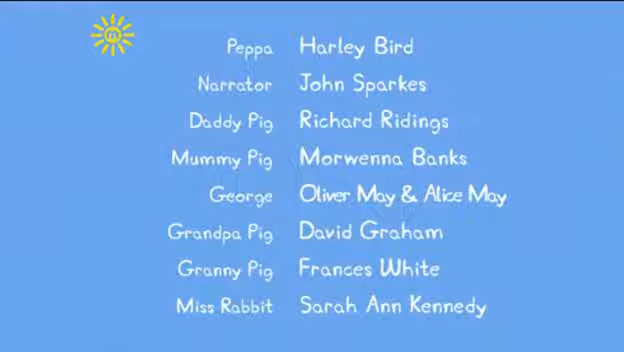 m
Peppa Harley Bird
Narrator John Sparkes
Daddy Pig Richard Ridings
Mummy Pig Morwenna Banks
George Oliver May & Alice May
Grandpa Pig David Graham
Granny Pig Frances White
Miss Rabbit Sarah Ann Kennedy